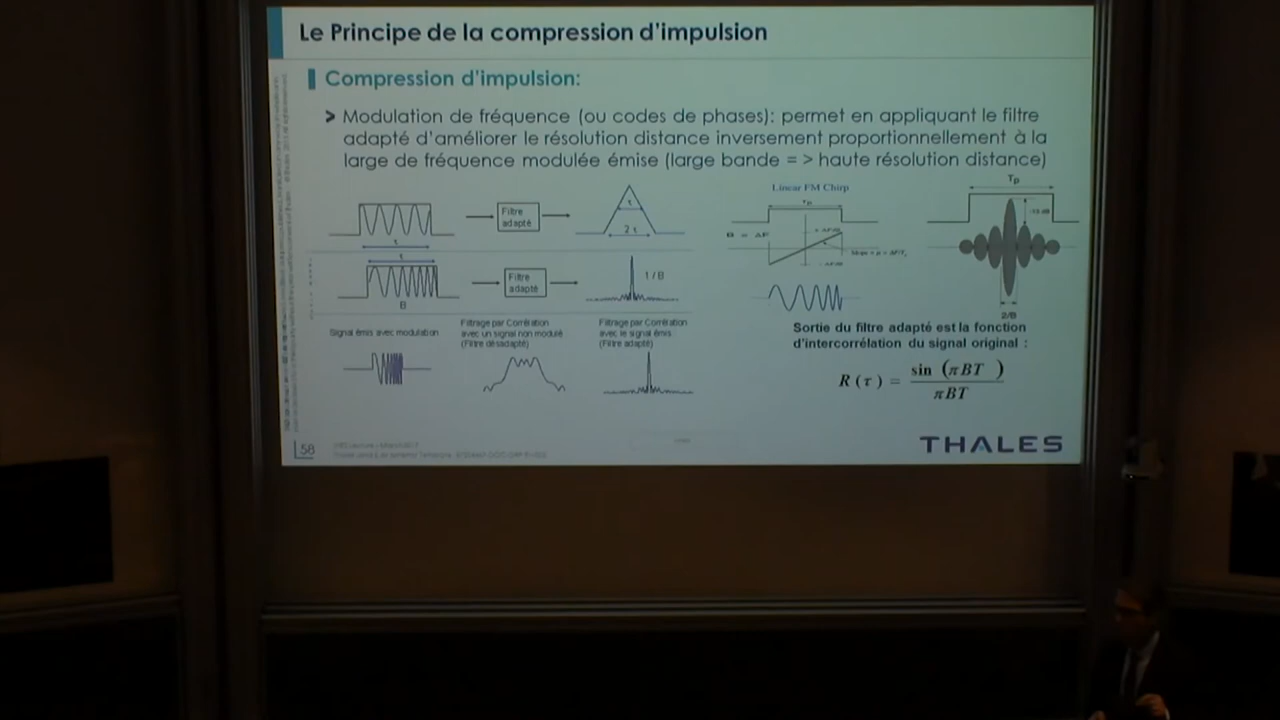 Le Principe de la compression d'impulsion
Compression d'impulsion:
Modulation de fréquence (ou codes de phases): permet en appliquant le filtre
adapté d'améliorer le résolution distance inversement proportionnellement à la
large de fréquence modulée émise (large bande = > haute résolution distance)
Filtre
adapté
τ
2 τ
τ
τ
Filtre
adapté
1 / B
B
Signal émis avec modulation
Filtrage par Corrélation
avec un signal non modulé
(Filtre désadapté)
Filtrage par Corrélation
avec le signal émis
(Filtre adapté)
Linear FM Chirp
Tp
B = ΔF
Tp
2/B
Sortie du filtre adapté est la fonction
d'intercorrélation du signal original :
R (τ) = sin (πBT )
πBT
58
THALES